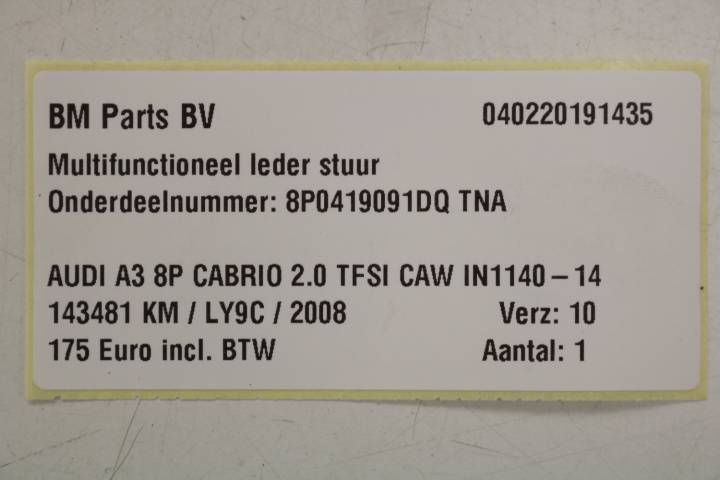 BM Parts BV 040220191435
Multifunctioneel leder stuur
Onderdeelnummer: 8P0419091DQ TNA
AUDI A3 8P CABRIO 2.0 TFSI CAW IN1140 – 14
143481 KM / LY9C / 2008 Verz: 10
175 Euro incl. BTW Aantal: 1